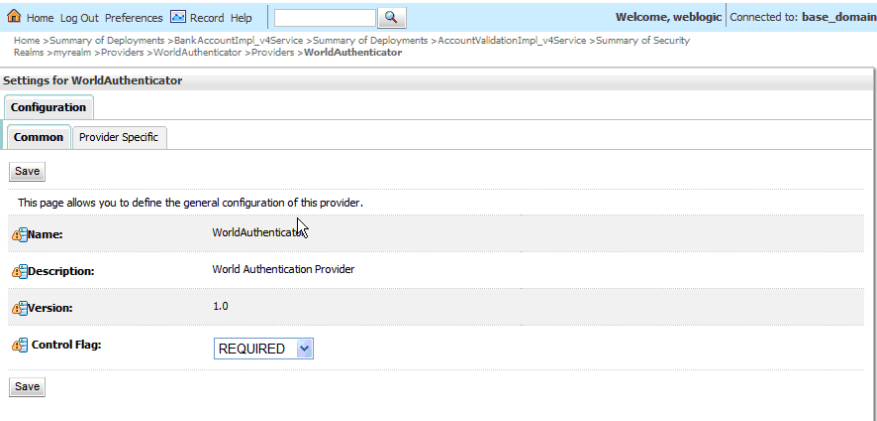 Home Log Out Preferences Record Help Welcome, weblogic Connected to: base_domain
Home >Summary of Deployments >BankAccountImpl_v4Service >Summary of Deployments >AccountValidationImpl_v4Service >Summary of Security
Realms >myrealm >Providers >WorldAuthenticator >Providers >WorldAuthenticator
Settings for WorldAuthenticator
Configuration
Common Provider Specific
Save
This page allows you to define the general configuration of this provider.
Name: WorldAuthenticator
Description: World Authentication Provider
Version: 1.0
Control Flag: REQUIRED
Save